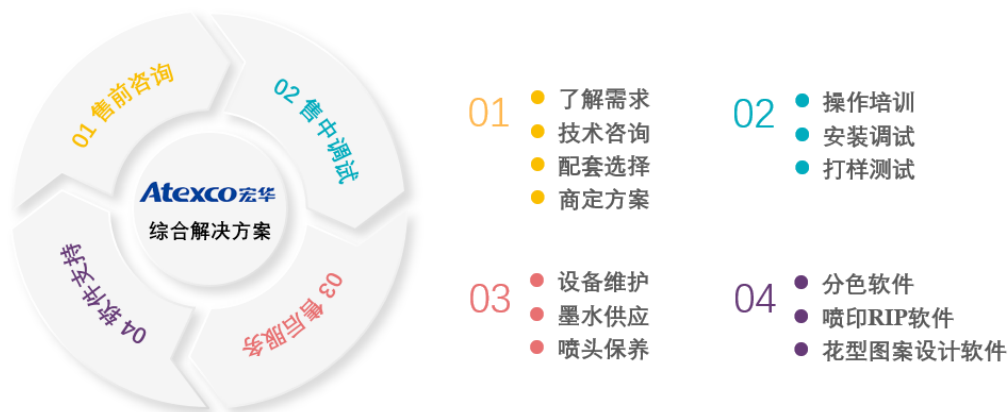 01 售前咨询
02 售中调试
03 售后服务
04 软件支持
Atexco宏华
综合解决方案
01
了解需求
技术咨询
配套选择
商定方案
02
操作培训
安装调试
打样测试
03
设备维护
墨水供应
喷头保养
04
分色软件
喷印RIP软件
花型图案设计软件